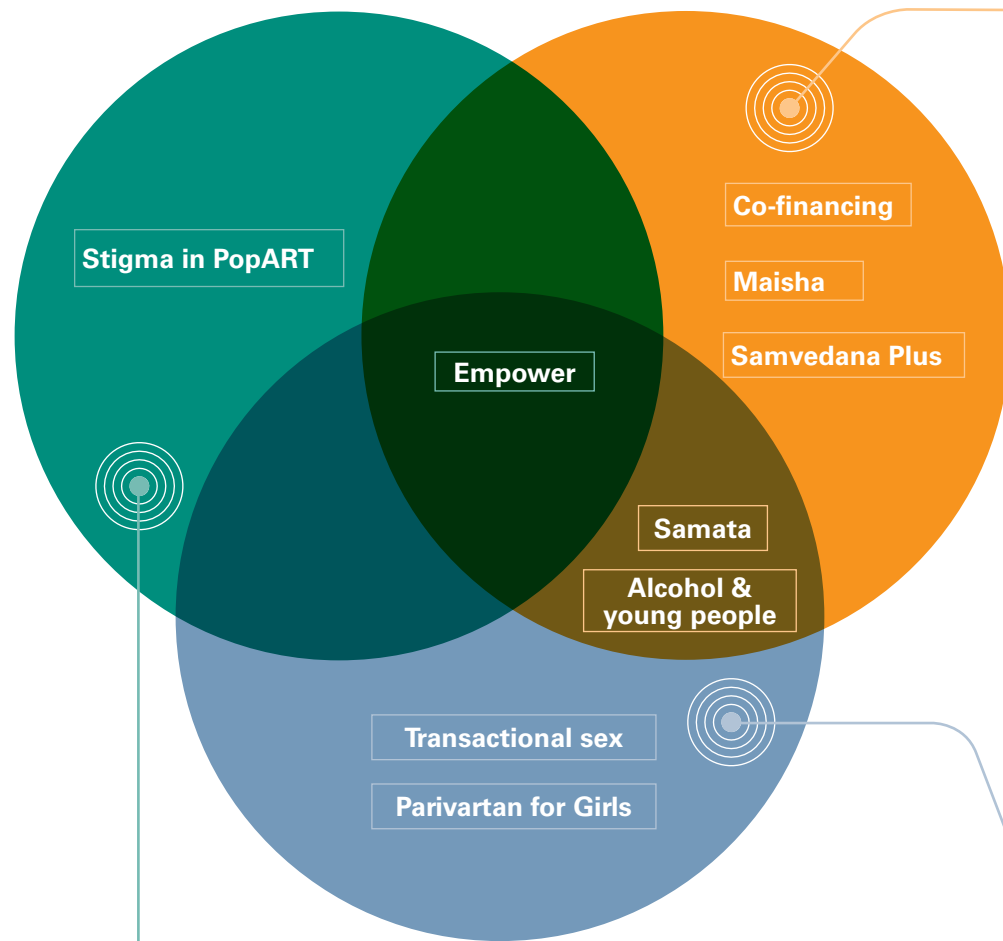 Co-financing
Stigma in PopART
Maisha
Samvedana Plus
Empower
Samata
Alcohol &
young people
Transactional sex
Parivartan for Girls